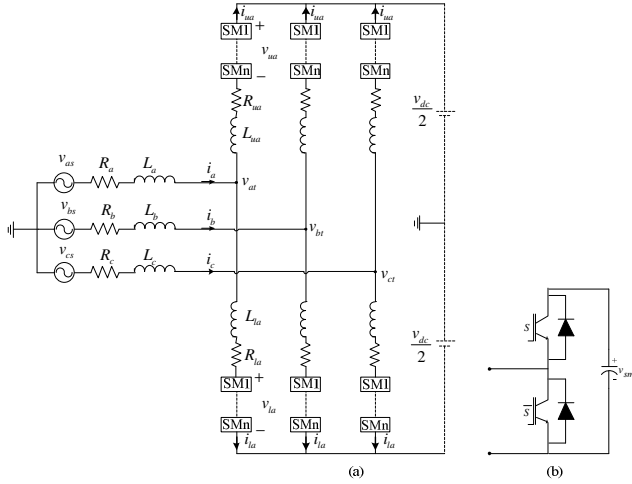 i_ua i_ua i_ua
SM1 + SM1 SM1
v_ua
SMn − SMn SMn
R_ua
v_dc
2
L_ua
v_as R_a L_a i_a
v_at
v_bs R_b L_b i_b
v_bt
v_cs R_c L_c i_c
v_ct
L_la
v_dc
2
R_la
SM1 + SM1 SM1
v_la
SMn − SMn SMn
i_la i_la i_la
(a)
S
+
v_sm
-
S̅
(b)